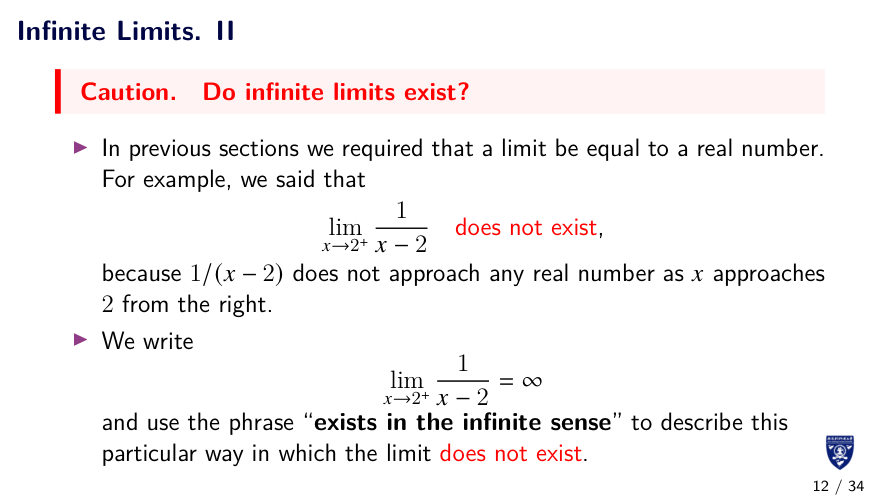 Infinite Limits. II
Caution. Do infinite limits exist?
▶ In previous sections we required that a limit be equal to a real number.
For example, we said that
lim_{x→2⁺} 1/(x − 2) does not exist,
because 1/(x − 2) does not approach any real number as x approaches
2 from the right.
▶ We write
lim_{x→2⁺} 1/(x − 2) = ∞
and use the phrase “exists in the infinite sense” to describe this
particular way in which the limit does not exist.
12 / 34